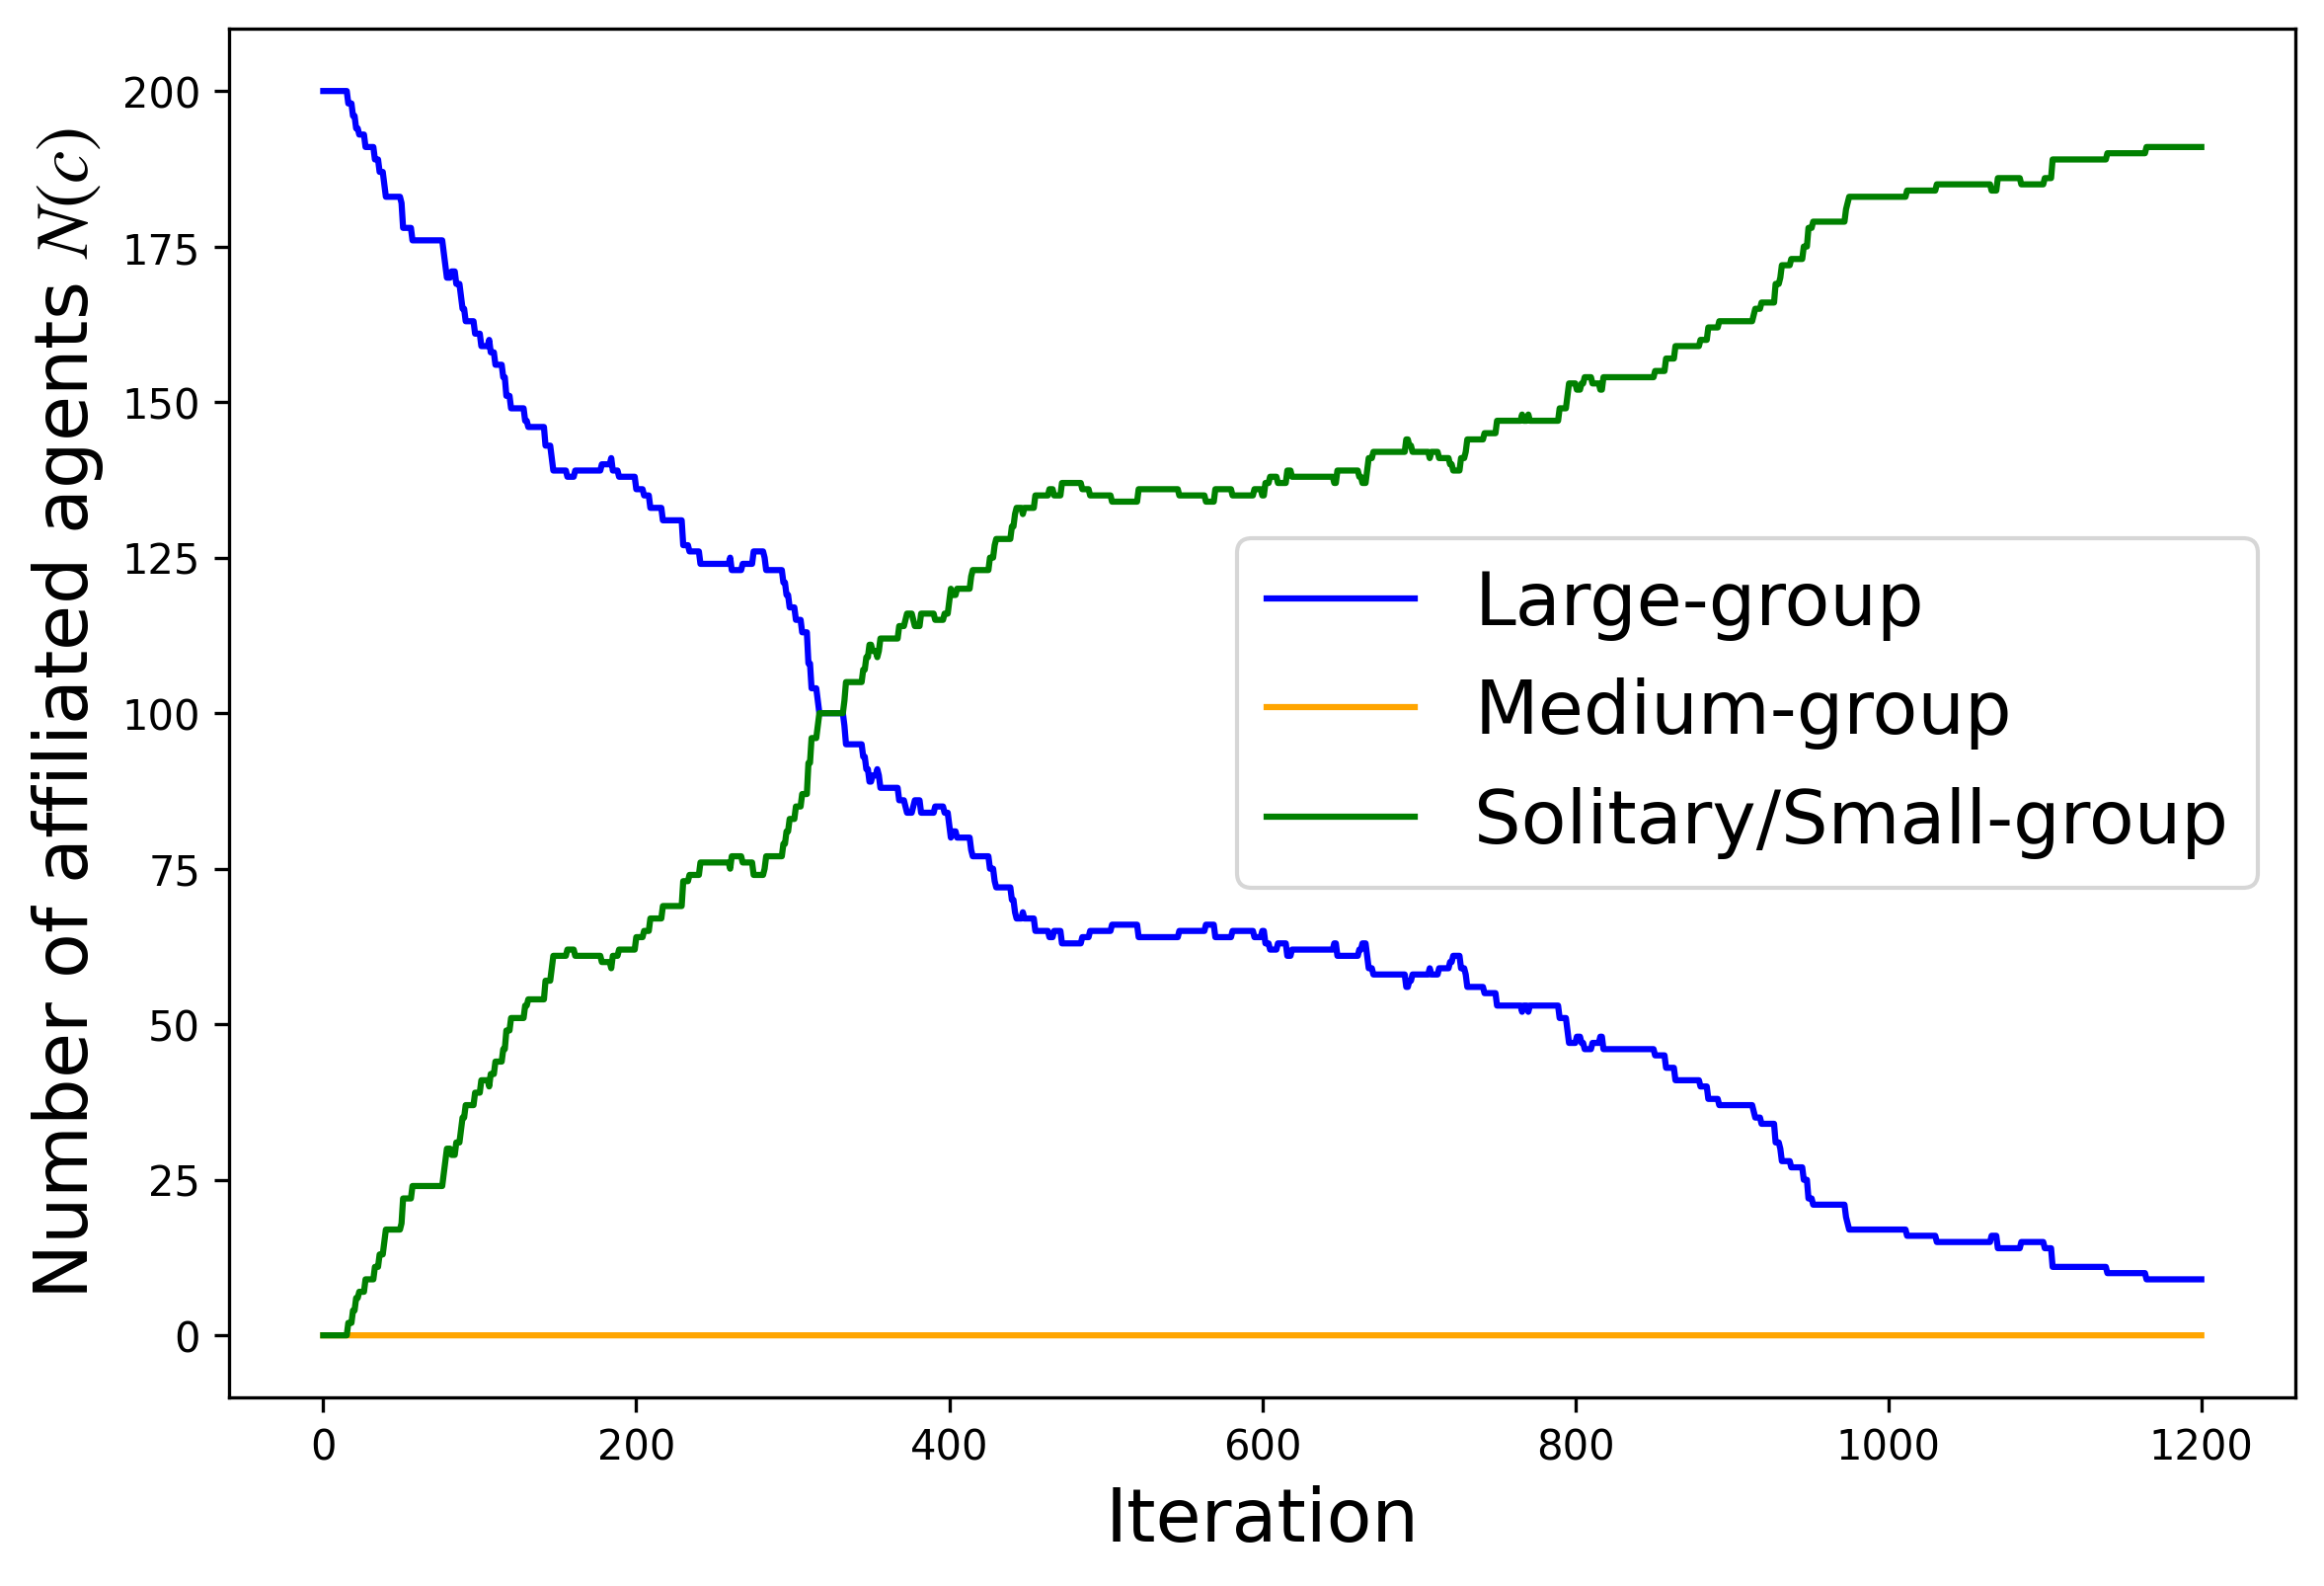 Number of affiliated agents N(c)
200
175
150
125
100
75
50
25
0
Large-group
Medium-group
Solitary/Small-group
0 200 400 600 800 1000 1200
Iteration